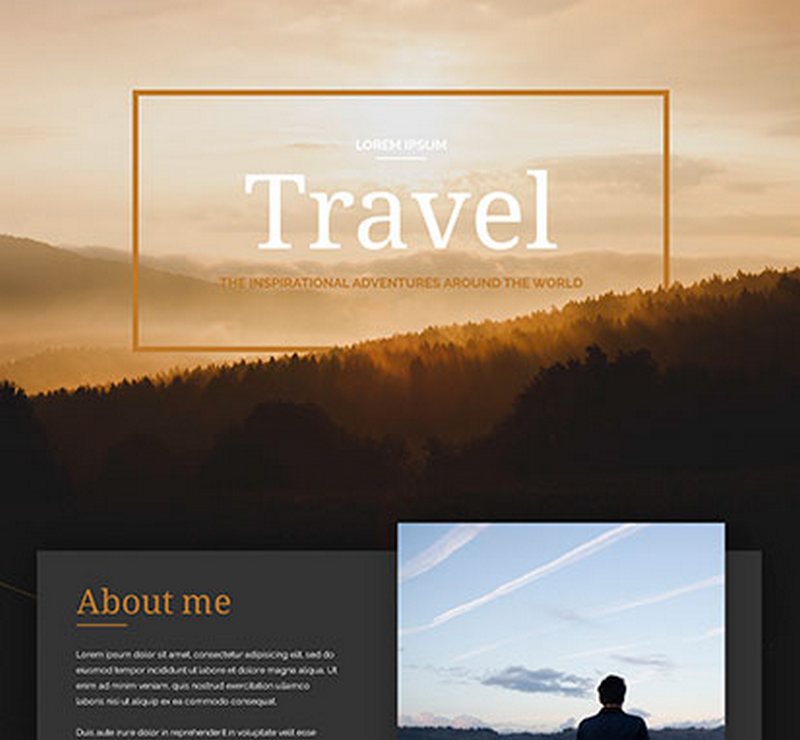 LOREM IPSUM
Travel
THE INSPIRATIONAL ADVENTURES AROUND THE WORLD
About me
Lorem ipsum dolor sit amet, consectetur adipisicing elit, sed do
eiusmod tempor incididunt ut labore et dolore magna aliqua. Ut
enim ad minim veniam, quis nostrud exercitation ullamco
laboris nisi ut aliquip ex ea commodo consequat.
Duis aute irure dolor in reprehenderit in voluptate velit esse